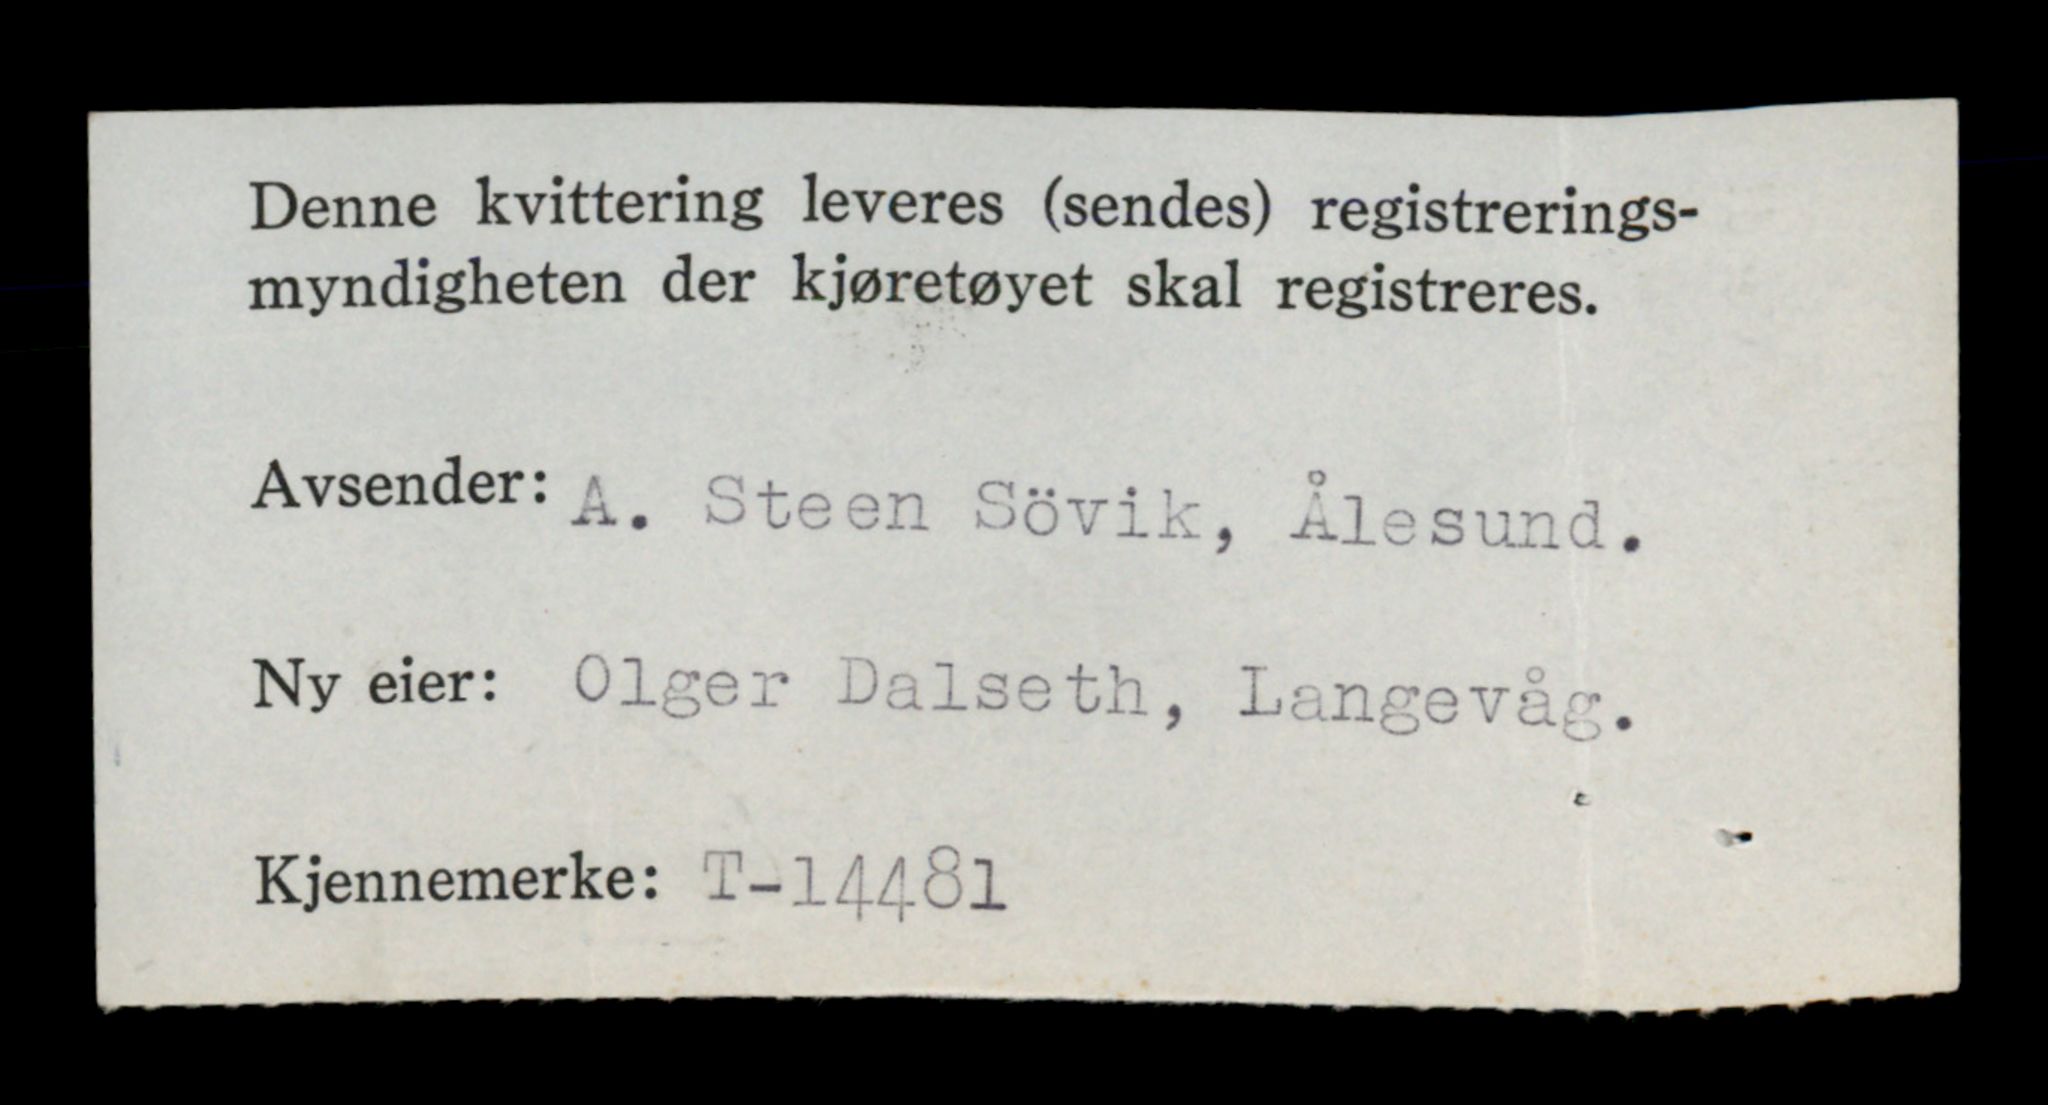 Denne kvittering leveres (sendes) registrerings-
myndigheten der kjøretøyet skal registreres.
Avsender: A. Steen Sövik, Ålesund.
Ny eier: Olger Dalseth, Langevåg.
Kjennemerke: T-14481